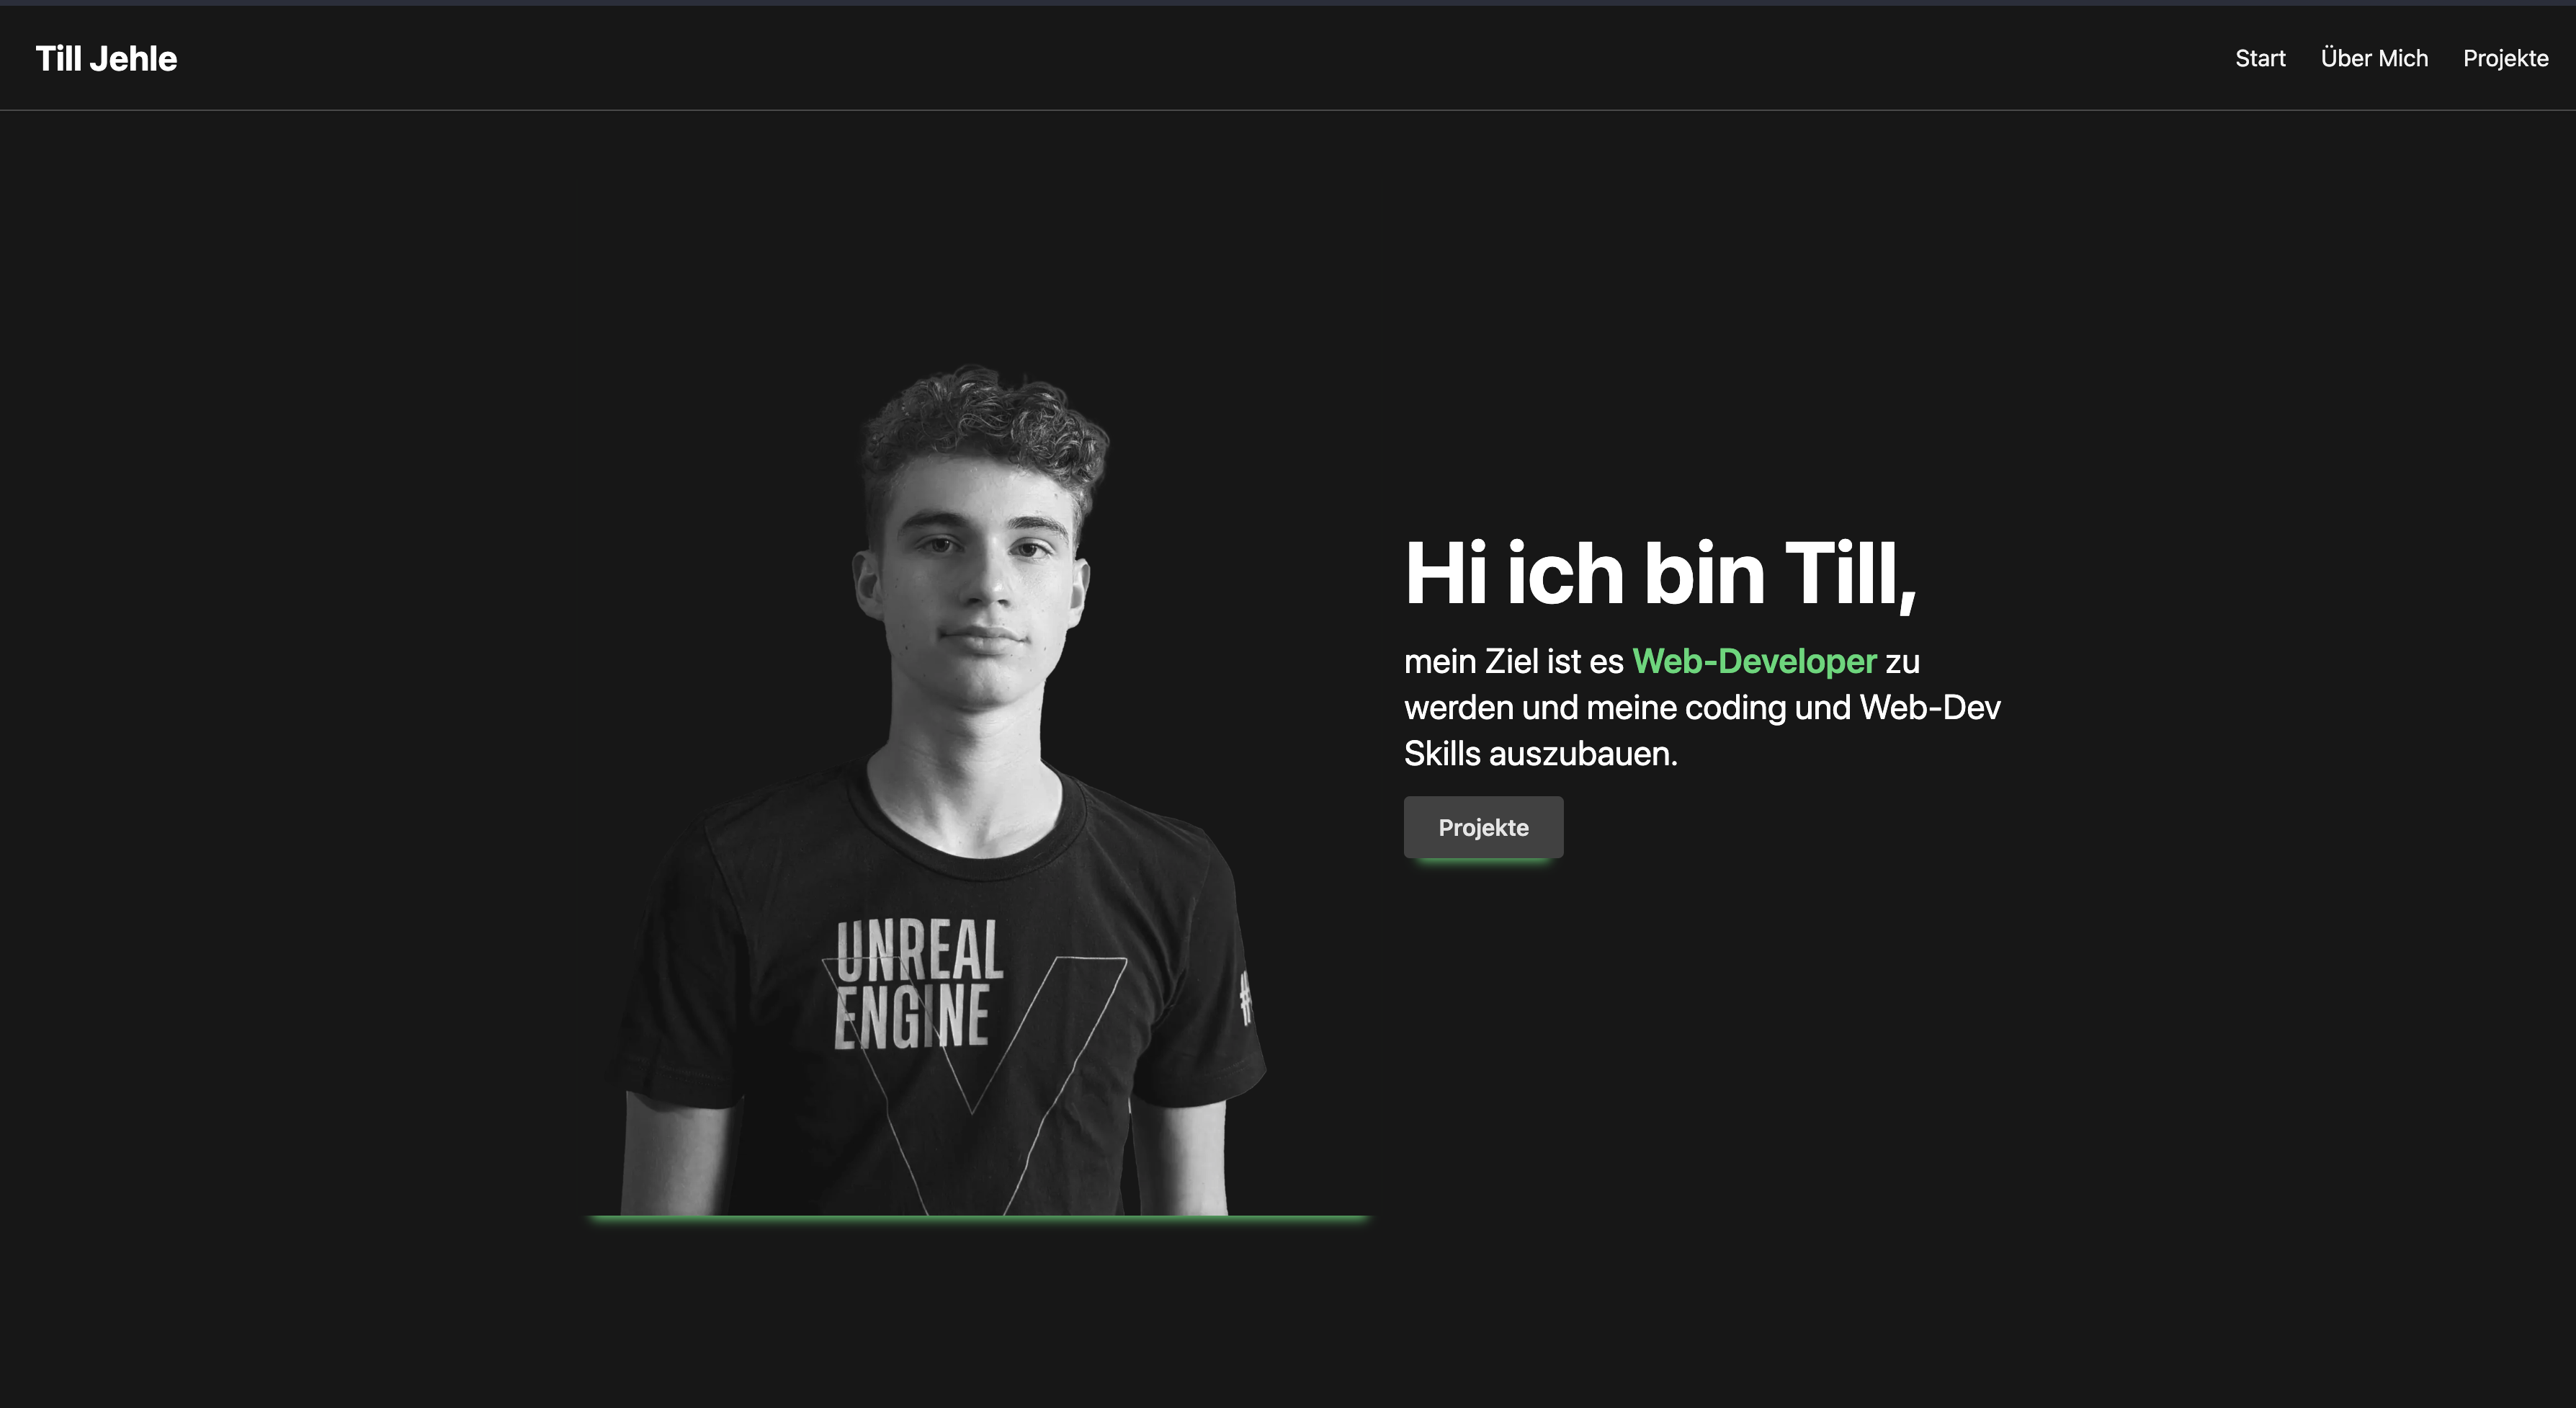 Till Jehle
Start
Über Mich
Projekte
Hi ich bin Till,
mein Ziel ist es Web-Developer zu
werden und meine coding und Web-Dev
Skills auszubauen.
Projekte
UNREAL
ENGINE
#